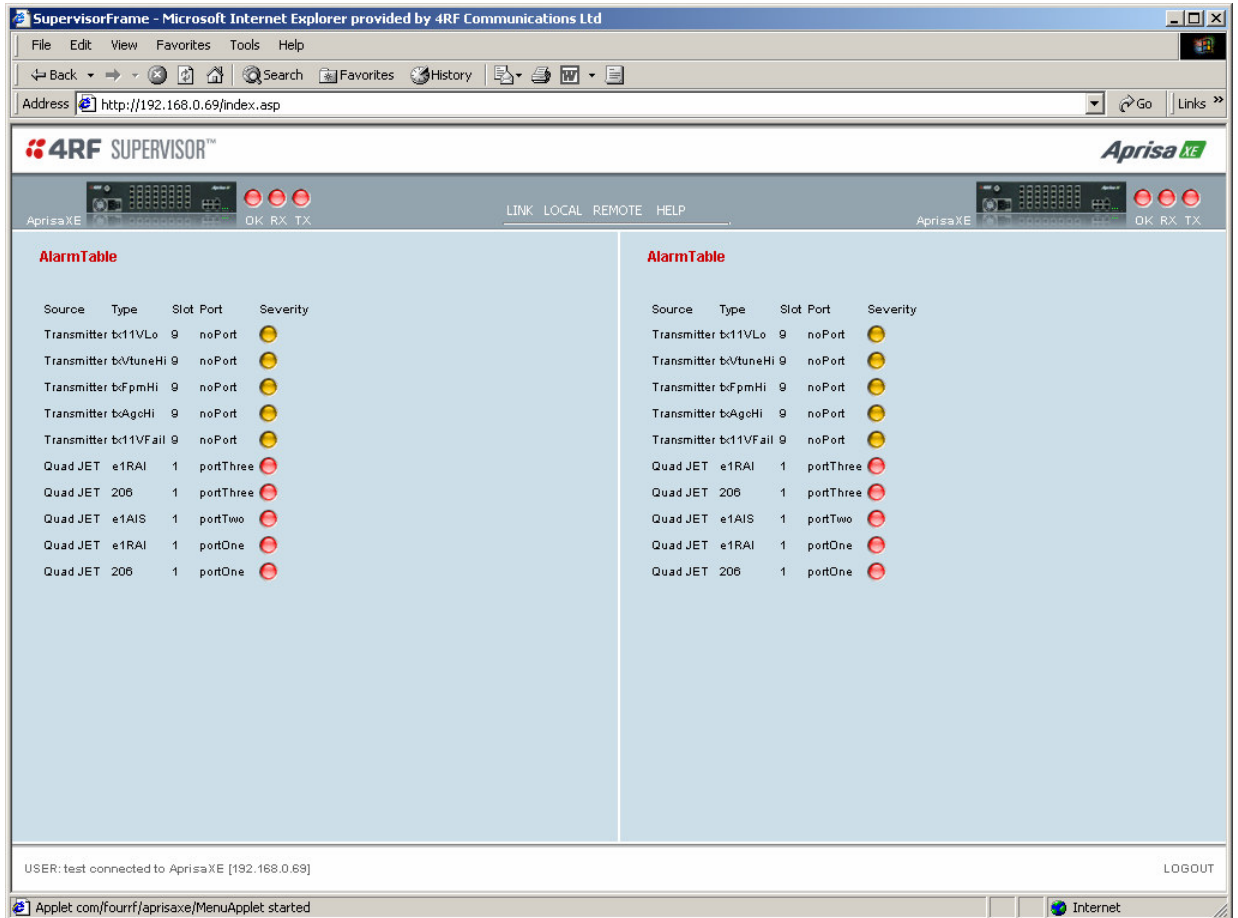 SupervisorFrame - Microsoft Internet Explorer provided by 4RF Communications Ltd
File Edit View Favorites Tools Help
Back Search Favorites History
Address http://192.168.0.69/index.asp Go Links »
4RF SUPERVISOR™ Aprisa XE
AprisaXE OK RX TX LINK LOCAL REMOTE HELP AprisaXE OK RX TX
AlarmTable
Source Type Slot Port Severity
Transmitter tx11VLo 9 noPort
Transmitter txVtuneHi 9 noPort
Transmitter txFpmHi 9 noPort
Transmitter txAgcHi 9 noPort
Transmitter tx11VFail 9 noPort
Quad JET e1RAI 1 portThree
Quad JET 206 1 portThree
Quad JET e1AIS 1 portTwo
Quad JET e1RAI 1 portOne
Quad JET 206 1 portOne
AlarmTable
Source Type Slot Port Severity
Transmitter tx11VLo 9 noPort
Transmitter txVtuneHi 9 noPort
Transmitter txFpmHi 9 noPort
Transmitter txAgcHi 9 noPort
Transmitter tx11VFail 9 noPort
Quad JET e1RAI 1 portThree
Quad JET 206 1 portThree
Quad JET e1AIS 1 portTwo
Quad JET e1RAI 1 portOne
Quad JET 206 1 portOne
USER: test connected to AprisaXE [192.168.0.69] LOGOUT
Applet com/fourrf/aprisaxe/MenuApplet started Internet